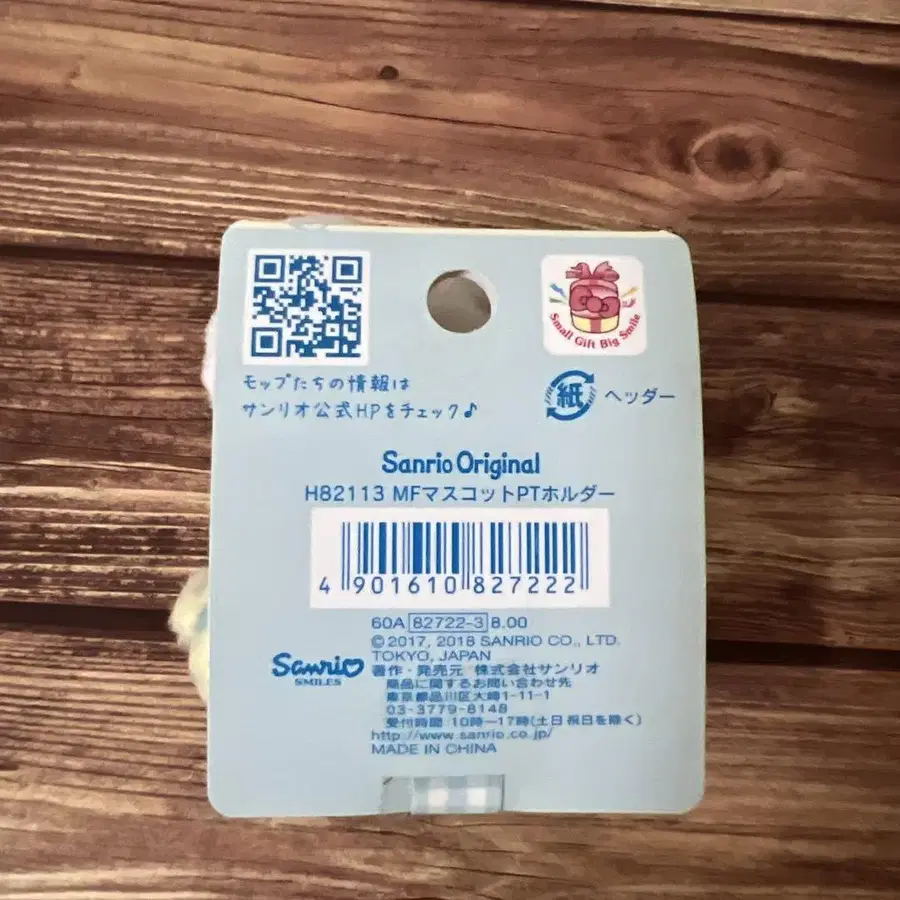 モップたちの情報は
サンリオ公式HPをチェック♪
Small Gift Big Smile
紙 ヘッダー
Sanrio Original
H82113 MFマスコットPTホルダー
4 901610 827222
60A 82722-3 8.00
© 2017, 2018 SANRIO CO., LTD.
TOKYO, JAPAN
Sanrio
SMILES
著作・発売元 株式会社サンリオ
商品に関するお問い合わせ先
東京都品川区大崎1-11-1
03-3779-8148
受付時間:10時ー17時(土日祝日を除く)
http://www.sanrio.co.jp/
MADE IN CHINA